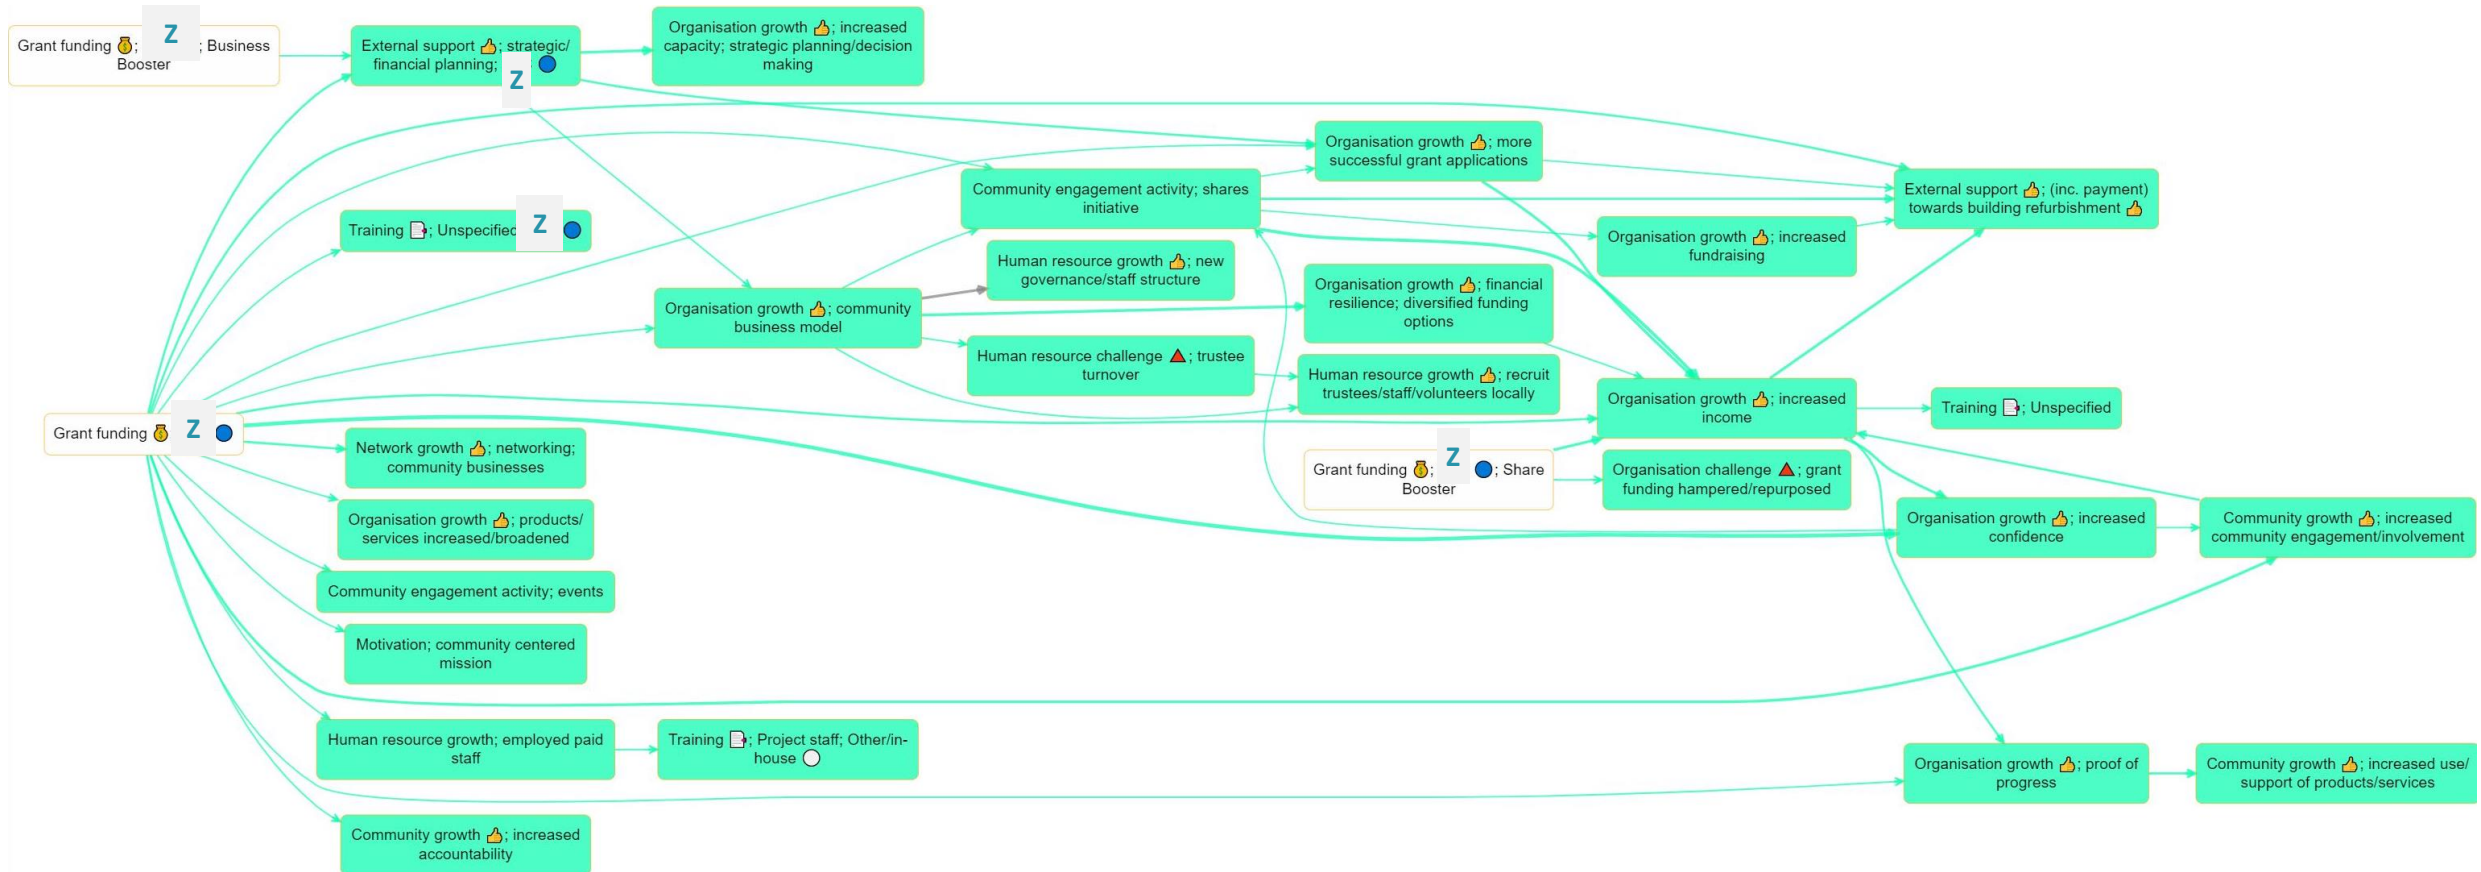 Grant funding 💰; Z ; Business
Booster
External support 👍; strategic/
financial planning; Z 🔵
Organisation growth 👍; increased
capacity; strategic planning/decision
making
Organisation growth 👍; more
successful grant applications
Community engagement activity; shares
initiative
External support 👍; (inc. payment)
towards building refurbishment 👍
Training 📑; Unspecified Z 🔵
Organisation growth 👍; increased
fundraising
Human resource growth 👍; new
governance/staff structure
Organisation growth 👍; financial
resilience; diversified funding
options
Organisation growth 👍; community
business model
Human resource challenge 🔺; trustee
turnover
Human resource growth 👍; recruit
trustees/staff/volunteers locally
Organisation growth 👍; increased
income
Training 📑; Unspecified
Grant funding 💰 Z 🔵
Network growth 👍; networking;
community businesses
Grant funding 💰; Z 🔵; Share
Booster
Organisation challenge 🔺; grant
funding hampered/repurposed
Organisation growth 👍; products/
services increased/broadened
Organisation growth 👍; increased
confidence
Community growth 👍; increased
community engagement/involvement
Community engagement activity; events
Motivation; community centered
mission
Human resource growth; employed paid
staff
Training 📑; Project staff; Other/in-
house ⚪
Organisation growth 👍; proof of
progress
Community growth 👍; increased use/
support of products/services
Community growth 👍; increased
accountability